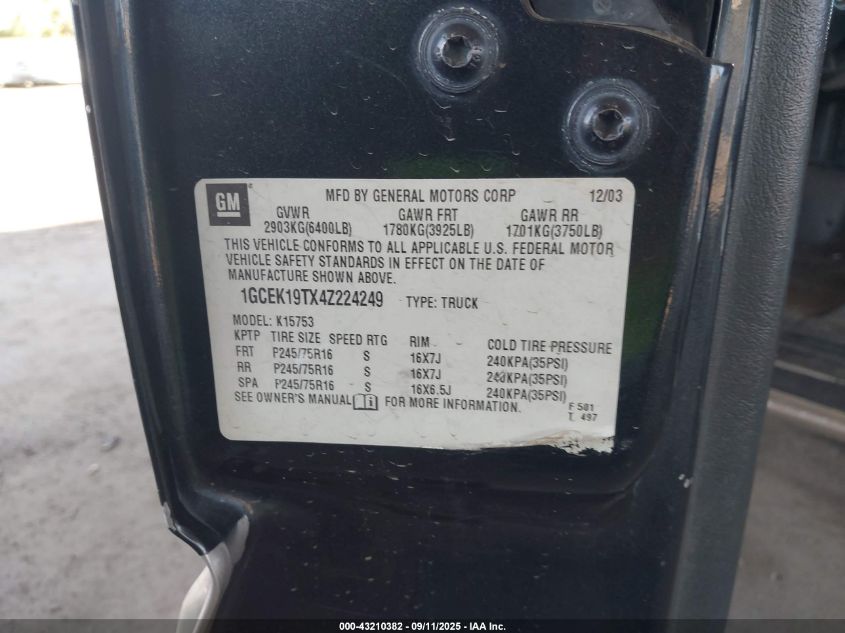 GM
MFD BY GENERAL MOTORS CORP 12/03
GVWR GAWR FRT GAWR RR
2903KG(6400LB) 1780KG(3925LB) 1701KG(3750LB)
THIS VEHICLE CONFORMS TO ALL APPLICABLE U.S. FEDERAL MOTOR
VEHICLE SAFETY STANDARDS IN EFFECT ON THE DATE OF
MANUFACTURE SHOWN ABOVE.
1GCEK19TX4Z224249 TYPE: TRUCK
MODEL: K15753
KPTP TIRE SIZE SPEED RTG RIM COLD TIRE PRESSURE
FRT P245/75R16 S 16X7J 240KPA(35PSI)
RR P245/75R16 S 16X7J 240KPA(35PSI)
SPA P245/75R16 S 16X6.5J 240KPA(35PSI)
SEE OWNER'S MANUAL FOR MORE INFORMATION.
F 581
T. 497
000-43210382 - 09/11/2025 - IAA Inc.